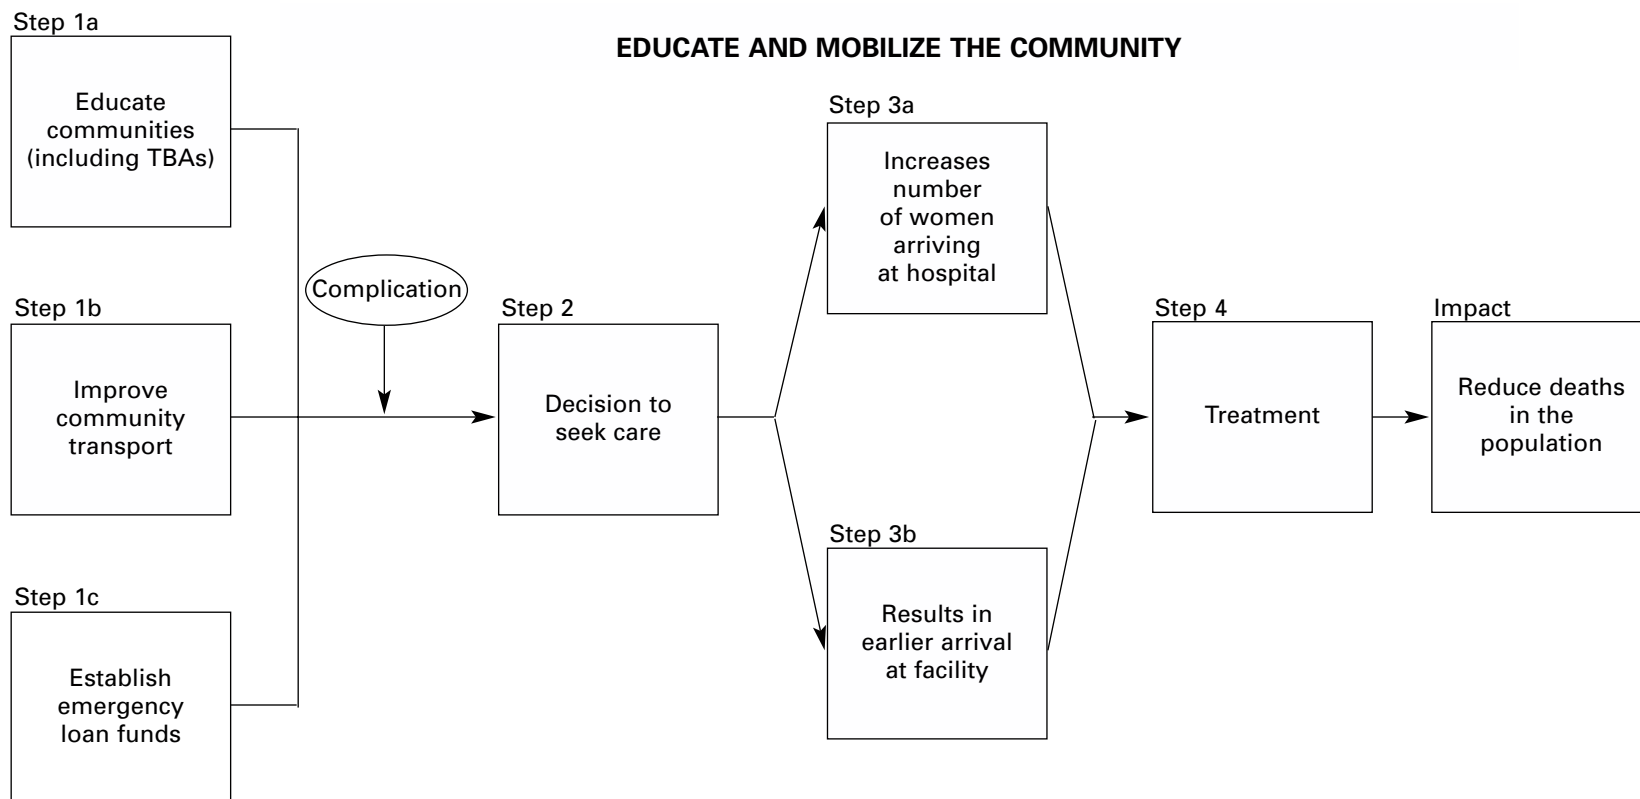 EDUCATE AND MOBILIZE THE COMMUNITY
Step 1a
Educate
communities
(including TBAs)
Step 1b
Improve
community
transport
Step 1c
Establish
emergency
loan funds
Complication
Step 2
Decision to
seek care
Step 3a
Increases
number
of women
arriving
at hospital
Step 3b
Results in
earlier arrival
at facility
Step 4
Treatment
Impact
Reduce deaths
in the
population